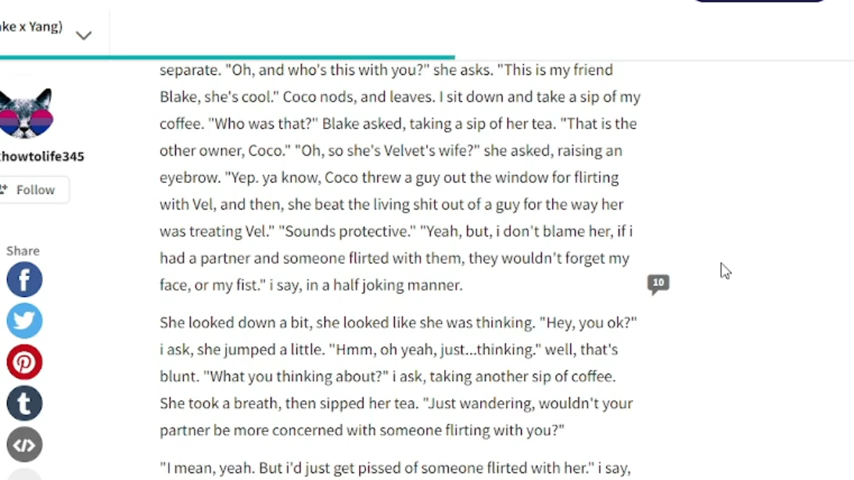 ake x Yang)
separate. "Oh, and who's this with you?" she asks. "This is my friend
Blake, she's cool." Coco nods, and leaves. I sit down and take a sip of my
coffee. "Who was that?" Blake asked, taking a sip of her tea. "That is the
other owner, Coco." "Oh, so she's Velvet's wife?" she asked, raising an
eyebrow. "Yep. ya know, Coco threw a guy out the window for flirting
with Vel, and then, she beat the living shit out of a guy for the way her
was treating Vel." "Sounds protective." "Yeah, but, i don't blame her, if i
had a partner and someone flirted with them, they wouldn't forget my
face, or my fist." i say, in a half joking manner.
10
She looked down a bit, she looked like she was thinking. "Hey, you ok?"
i ask, she jumped a little. "Hmm, oh yeah, just...thinking." well, that's
blunt. "What you thinking about?" i ask, taking another sip of coffee.
She took a breath, then sipped her tea. "Just wandering, wouldn't your
partner be more concerned with someone flirting with you?"
"I mean, yeah. But i'd just get pissed of someone flirted with her." i say,
howtolife345
Follow
Share